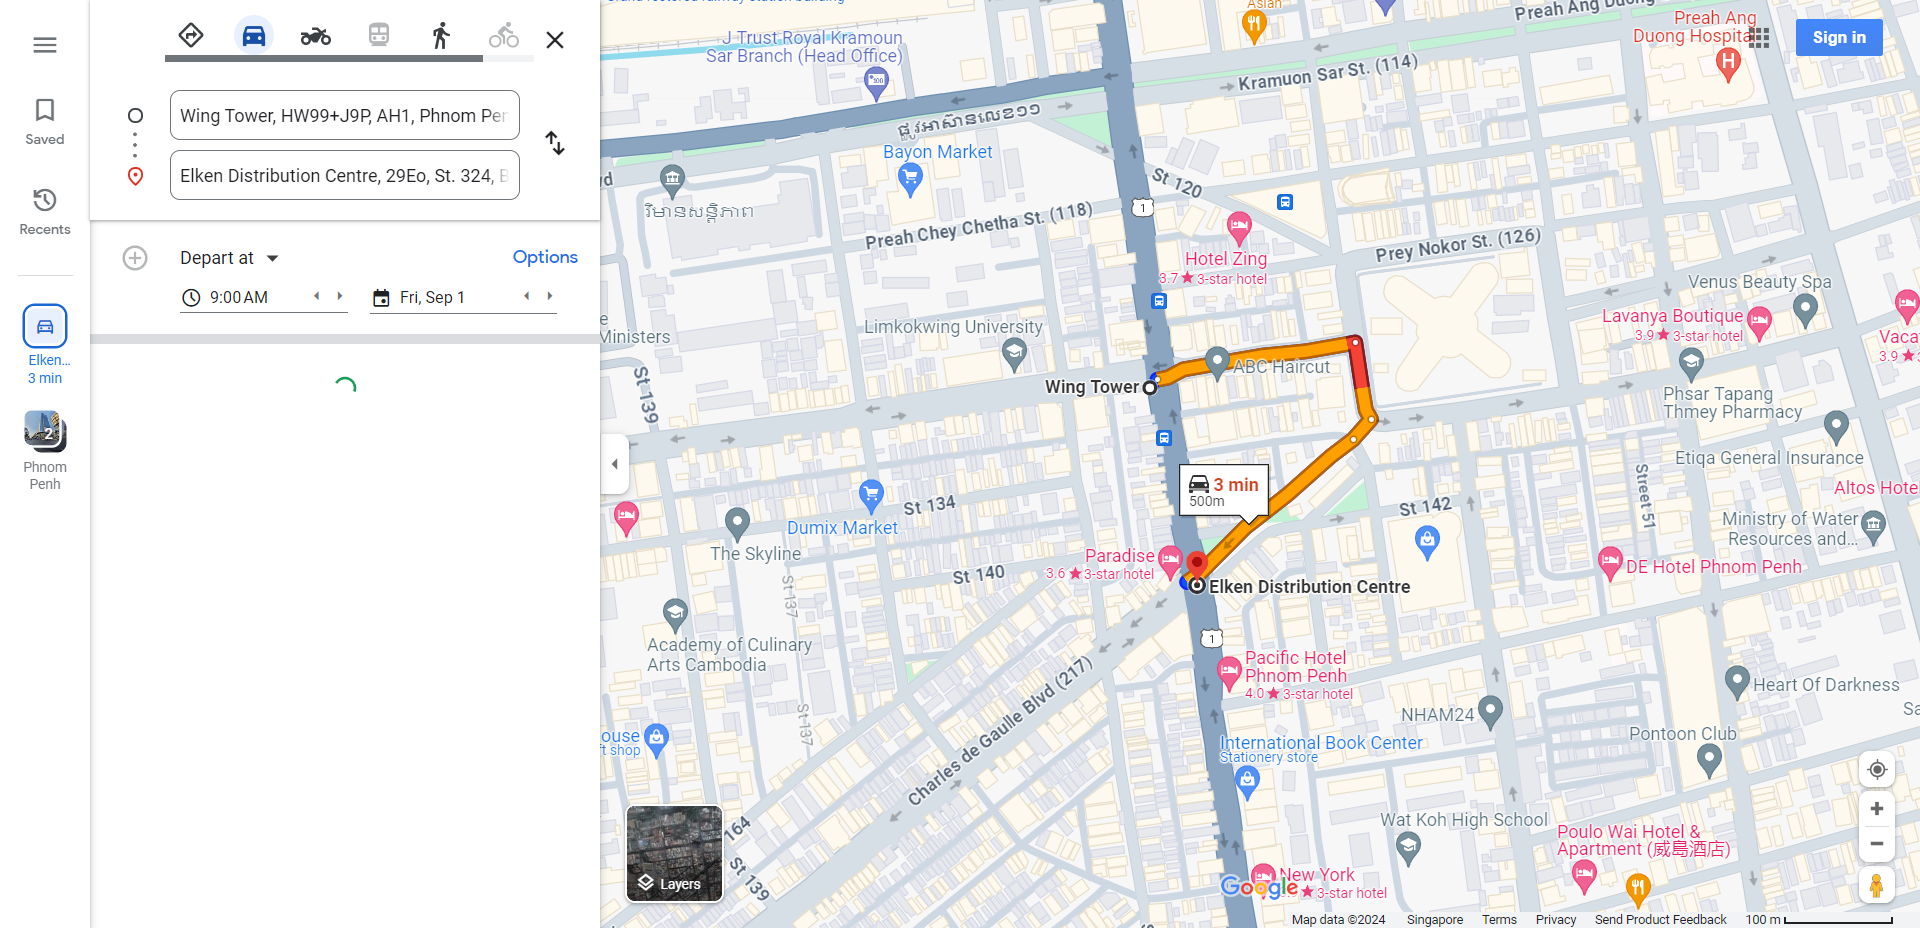 Saved
Recents
Elken...
3 min
2
Phnom
Penh
Wing Tower, HW99+J9P, AH1, Phnom Pen
Elken Distribution Centre, 29Eo, St. 324, B
Depart at
Options
9:00 AM
Fri, Sep 1
Layers
Sign in
J Trust Royal Kramoun
Sar Branch (Head Office)
Asian
Preah Ang Duong
Preah Ang
Duong Hospital
Kramuon Sar St. (114)
ផ្លូវអាស៊ានលេខ១១
Bayon Market
វិមានសន្តិភាព
St 120
1
Preah Chey Chetha St. (118)
Prey Nokor St. (126)
Hotel Zing
3.7★3-star hotel
Venus Beauty Spa
Ministers
Limkokwing University
Lavanya Boutique
3.9★3-star hotel
Vaca
3.9★
ABC Haircut
Wing Tower
St 139
Phsar Tapang
Thmey Pharmacy
Etiqa General Insurance
Street 51
Altos Hotel
3 min
500m
St 134
St 142
Dumix Market
The Skyline
Ministry of Water
Resources and...
Paradise
3.6★3-star hotel
St 140
St 137
DE Hotel Phnom Penh
Elken Distribution Centre
Academy of Culinary
Arts Cambodia
1
Pacific Hotel
Phnom Penh
4.0★3-star hotel
Charles de Gaulle Blvd (217)
St 137
Heart Of Darkness
NHAM24
ouse
ft shop
International Book Center
Stationery store
Pontoon Club
164
St 139
Wat Koh High School
Poulo Wai Hotel &
Apartment (威島酒店)
New York
★3-star hotel
Google
Map data ©2024
Singapore
Terms
Privacy
Send Product Feedback
100 m